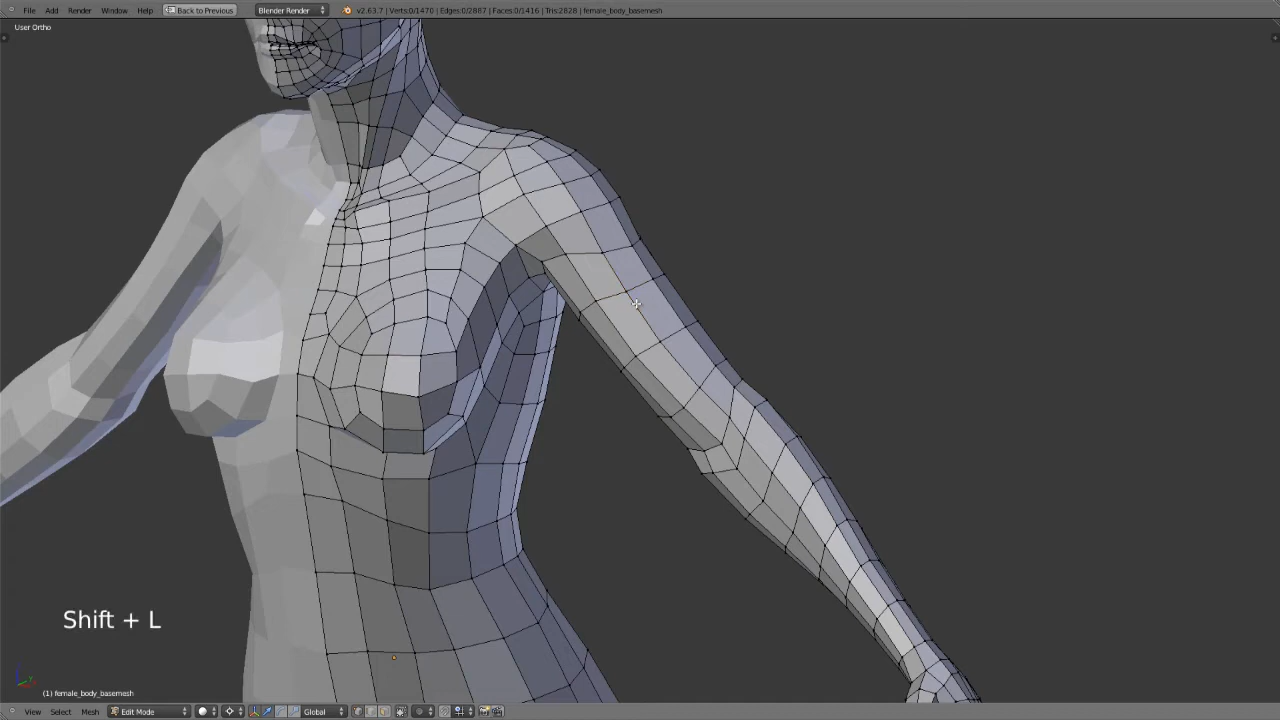 File Add Render Window Help Back to Previous Blender Render v2.63.7 | Verts:0/1470 | Edges:0/2887 | Faces:0/1416 | Tris:2828 | female_body_basemesh
User Ortho
Shift + L
(1) female_body_basemesh
View Select Mesh Edit Mode Global